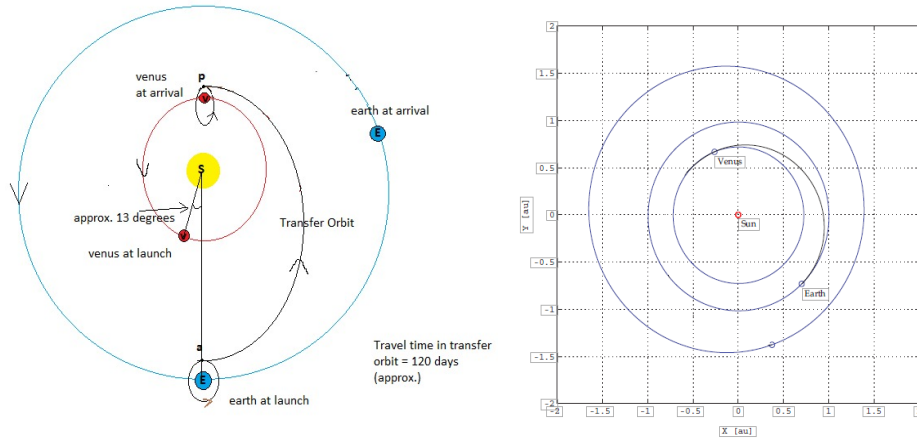 p
venus
at arrival
v
earth at arrival
E
S
approx. 13 degrees
Transfer Orbit
v
venus at launch
a
E
earth at launch
Travel time in transfer
orbit = 120 days
(approx.)
2
1.5
1
0.5
0
-0.5
-1
-1.5
-2
Y [au]
Venus
Sun
Earth
-2
-1.5
-1
-0.5
0
0.5
1
1.5
2
X [au]